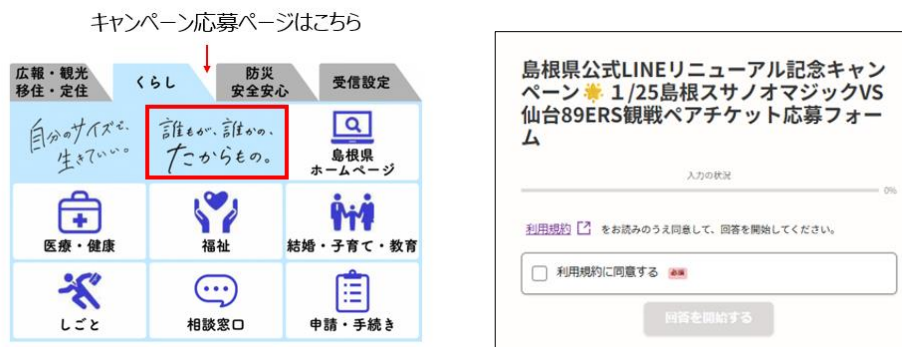 キャンペーン応募ページはこちら
広報・観光
移住・定住
くらし
防災
安全安心
受信設定
自分のサイズで、
生きていい。
誰もが、誰かの、
たからもの。
島根県
ホームページ
医療・健康
福祉
結婚・子育て・教育
しごと
相談窓口
申請・手続き
島根県公式LINEリニューアル記念キャン
ペーン🌟1/25島根スサノオマジックVS
仙台89ERS観戦ペアチケット応募フォー
ム
入力の状況
0%
利用規約 をお読みのうえ同意して、回答を開始してください。
利用規約に同意する 必須
回答を開始する